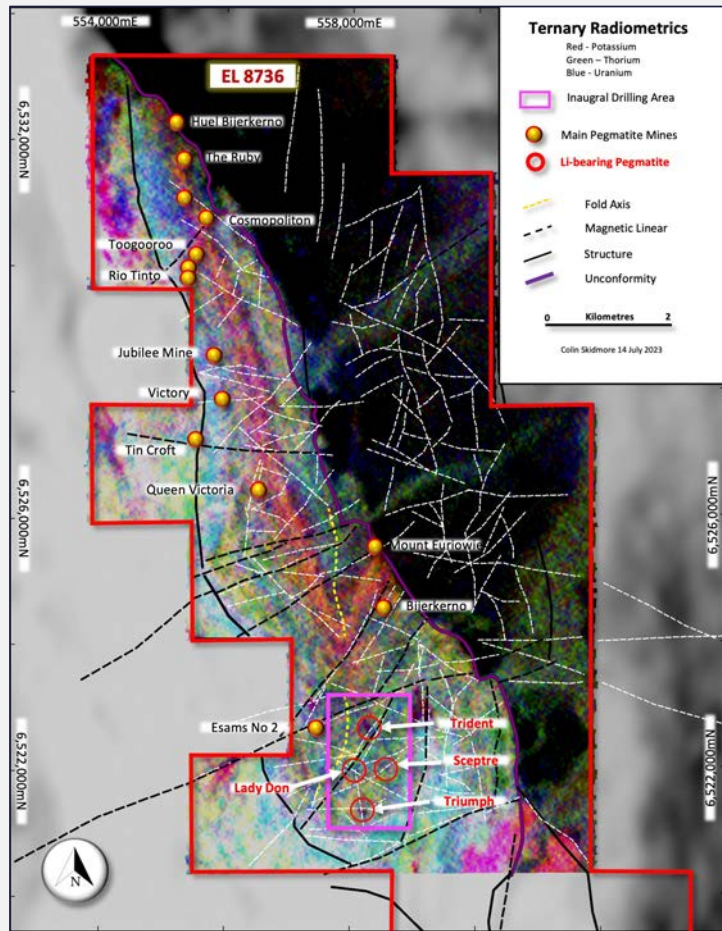 554,000mE
558,000mE
EL 8736
Ternary Radiometrics
Red - Potassium
Green – Thorium
Blue - Uranium
Inaugral Drilling Area
Main Pegmatite Mines
Li-bearing Pegmatite
Fold Axis
Magnetic Linear
Structure
Unconformity
0 Kilometres 2
Colin Skidmore 14 July 2023
6,532,000mN
Huel Bijerkerno
The Ruby
Cosmopoliton
Toogooroo
Rio Tinto
Jubilee Mine
Victory
Tin Croft
Queen Victoria
6,526,000mN
6,526,000mN
Mount Euriowie
Bijerkerno
Esams No 2
Trident
Sceptre
Lady Don
Triumph
6,522,000mN
6,522,000mN
N